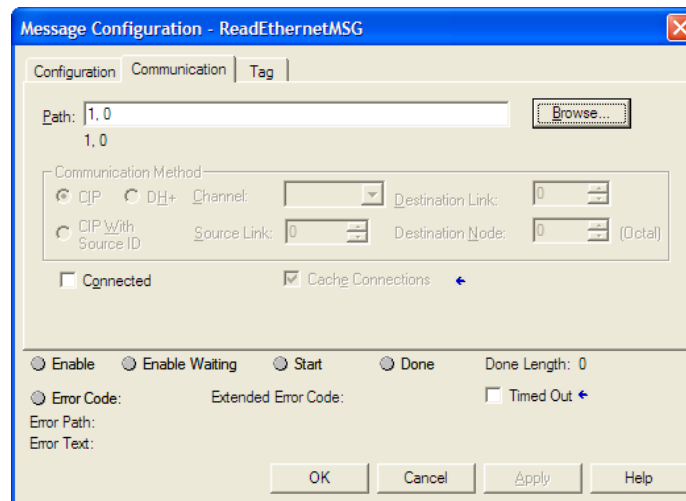 Message Configuration - ReadEthernetMSG
Configuration Communication Tag
Path: 1, 0 Browse...
1, 0
Communication Method
CIP DH+ Channel: Destination Link: 0
CIP With Source ID Source Link: 0 Destination Node: 0 (Octal)
Connected Cache Connections
Enable Enable Waiting Start Done Done Length: 0
Error Code: Extended Error Code: Timed Out
Error Path:
Error Text:
OK Cancel Apply Help